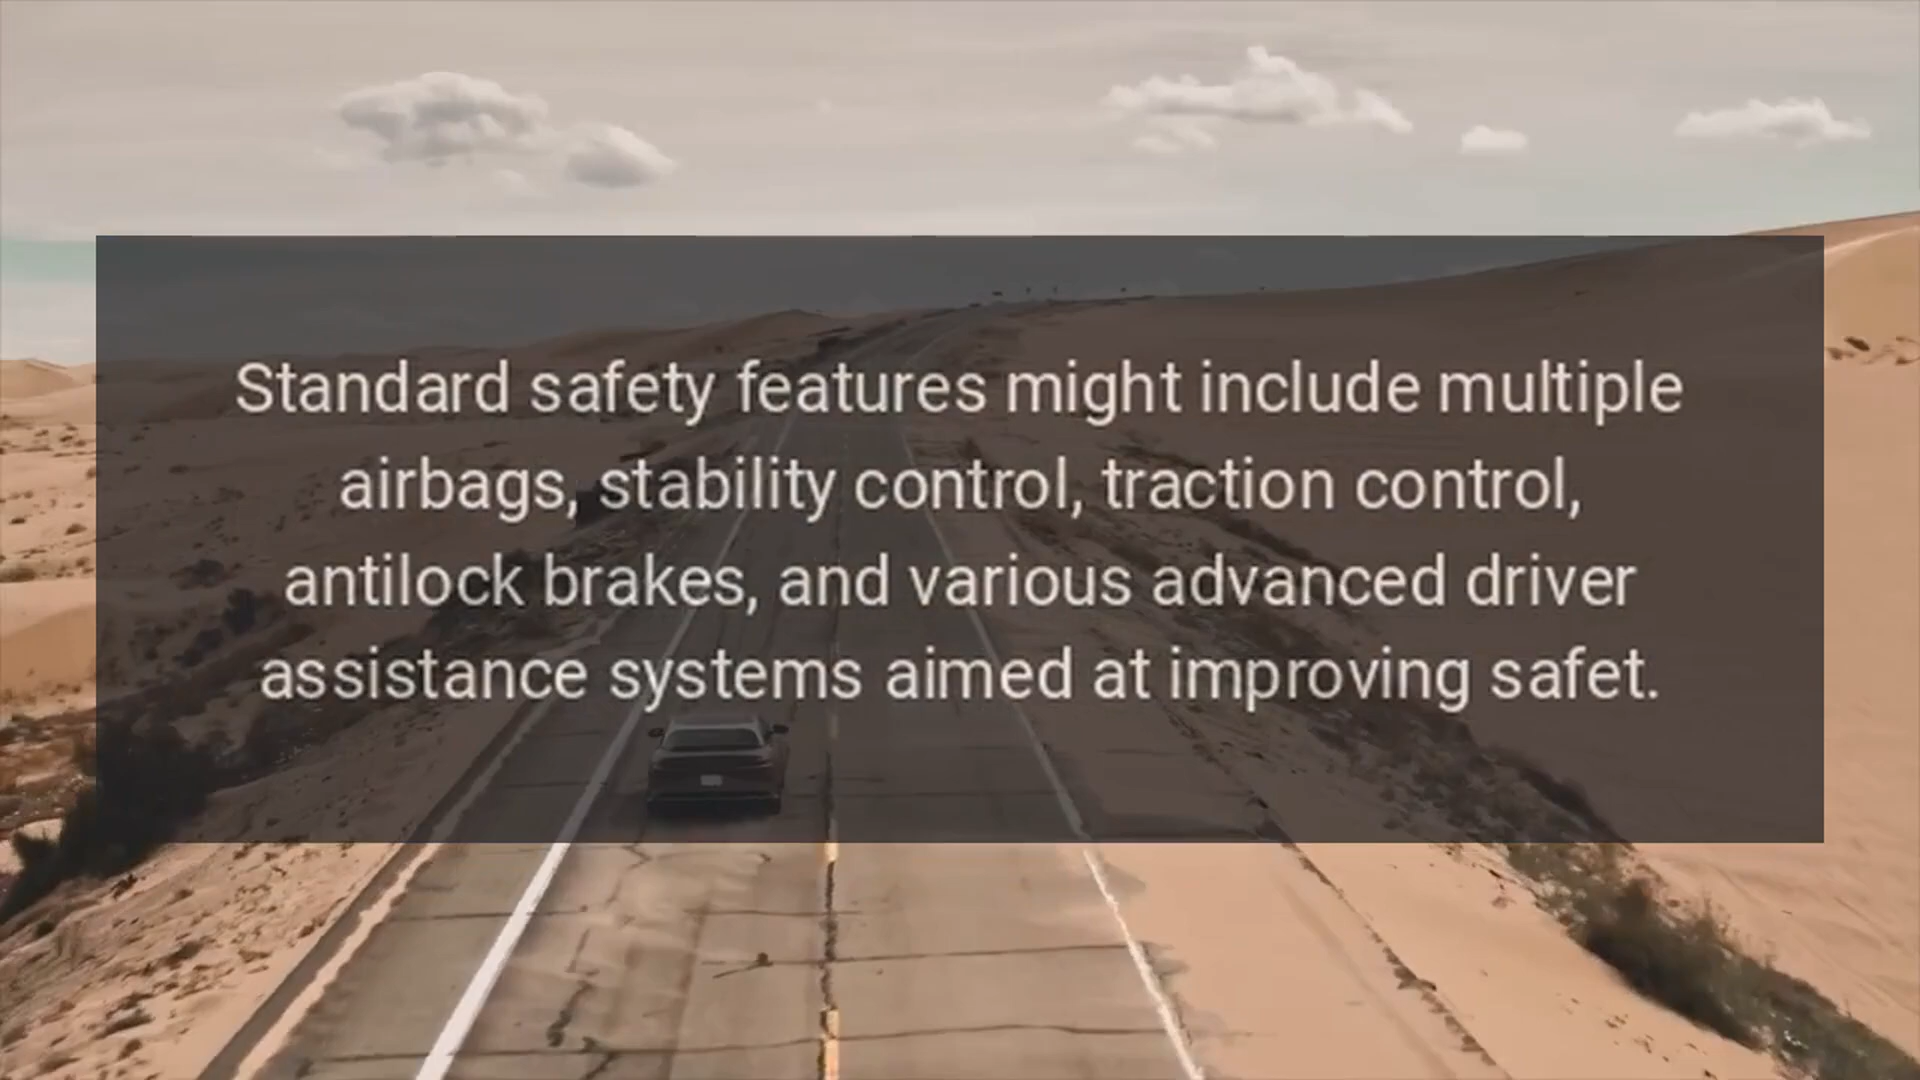 Standard safety features might include multiple
airbags, stability control, traction control,
antilock brakes, and various advanced driver
assistance systems aimed at improving safet.